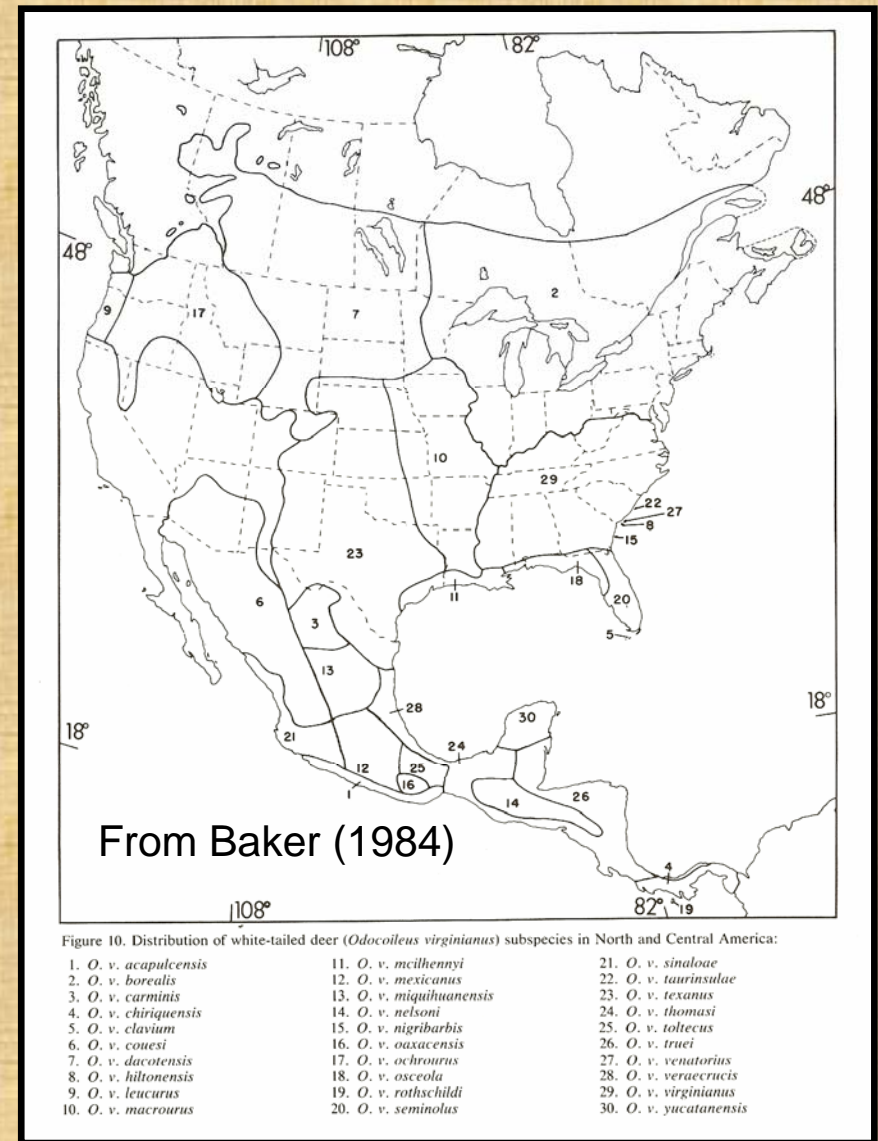 108° 82°
48°
48°
9 17 7 2
10
29
22
27
8
15
23
11 18
20
5
6
3
13
28
18°
18°
21
12 25
16
1
24
30
14
26
4
19
From Baker (1984)
108° 82°
Figure 10. Distribution of white-tailed deer (Odocoileus virginianus) subspecies in North and Central America:
1. O. v. acapulcensis
2. O. v. borealis
3. O. v. carminis
4. O. v. chiriquensis
5. O. v. clavium
6. O. v. couesi
7. O. v. dacotensis
8. O. v. hiltonensis
9. O. v. leucurus
10. O. v. macrourus
11. O. v. mcilhennyi
12. O. v. mexicanus
13. O. v. miquihuanensis
14. O. v. nelsoni
15. O. v. nigribarbis
16. O. v. oaxacensis
17. O. v. ochrourus
18. O. v. osceola
19. O. v. rothschildi
20. O. v. seminolus
21. O. v. sinaloae
22. O. v. taurinsulae
23. O. v. texanus
24. O. v. thomasi
25. O. v. toltecus
26. O. v. truei
27. O. v. venatorius
28. O. v. veraecrucis
29. O. v. virginianus
30. O. v. yucatanensis